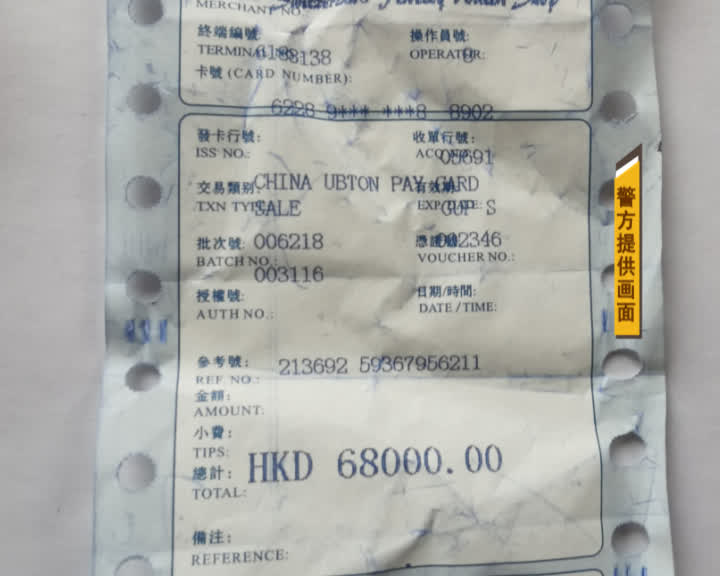 MERCHANT NO.
終端編號: 操作員號:
TERMINAL OPERATOR:
卡號 (CARD NUMBER):
6228 9*** ***8 8902
發卡行號: 收單行號:
ISS NO.: 05691
CHINA UBTON PAY CARD
交易類別 有效期
TXN TYPE SALE EXP DATE: CUP S
批次號: 006218 002346
BATCH NO.: VOUCHER NO.:
003116
授權號: 日期/時間:
AUTH NO.: DATE/TIME:
參考號: 213692 59367956211
REF. NO.:
金額:
AMOUNT:
小費:
TIPS:
總計: HKD 68000.00
TOTAL:
備注:
REFERENCE:
警方提供画面